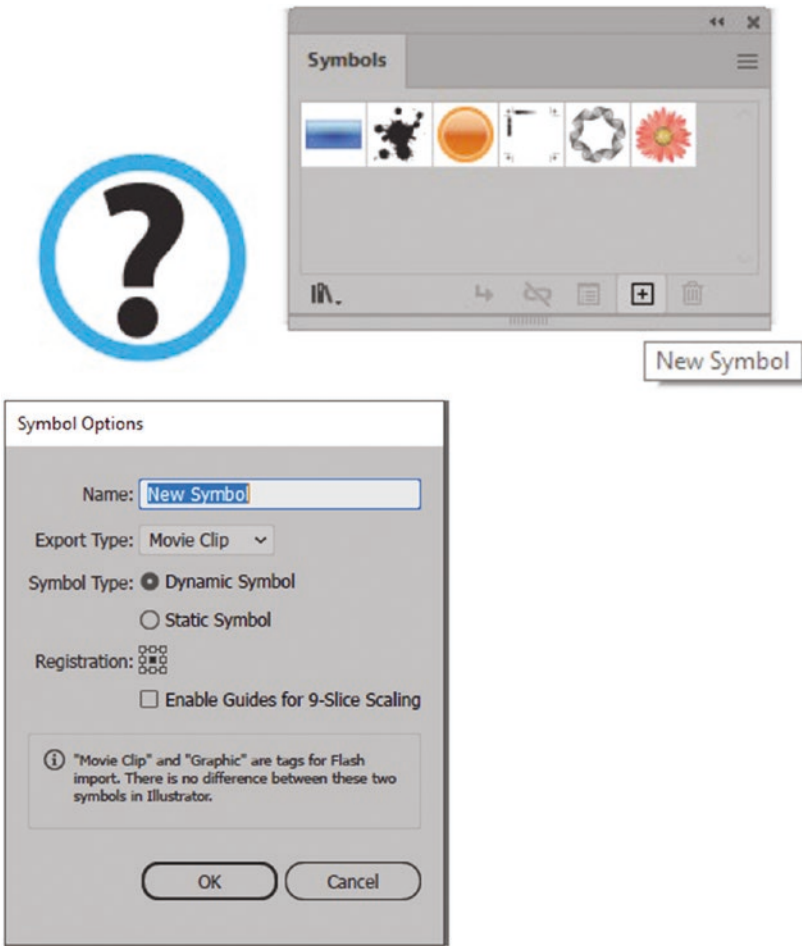 Symbols
?
New Symbol
Symbol Options
Name: New Symbol
Export Type: Movie Clip
Symbol Type: Dynamic Symbol
Static Symbol
Registration:
Enable Guides for 9-Slice Scaling
"Movie Clip" and "Graphic" are tags for Flash
import. There is no difference between these two
symbols in Illustrator.
OK Cancel